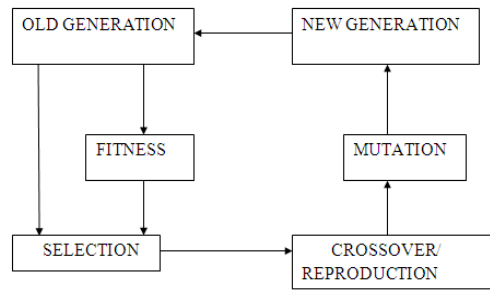 OLD GENERATION
NEW GENERATION
FITNESS
MUTATION
SELECTION
CROSSOVER/
REPRODUCTION